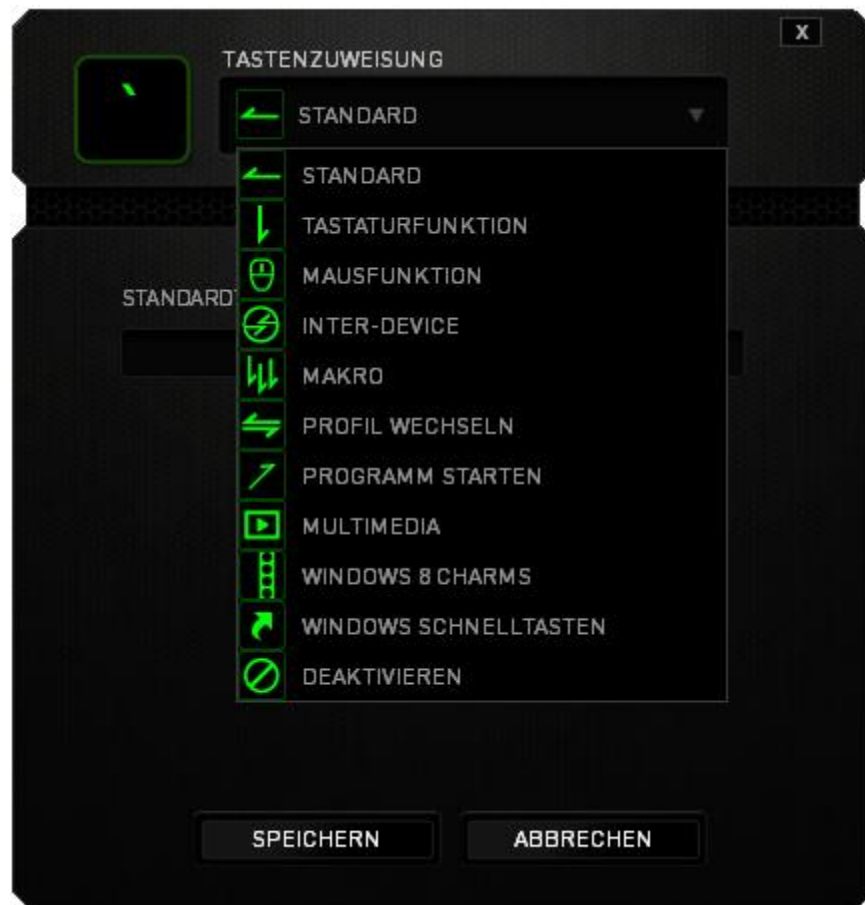 X
TASTENZUWEISUNG
`
STANDARD
STANDARD
TASTATURFUNKTION
MAUSFUNKTION
STANDARD
INTER-DEVICE
MAKRO
PROFIL WECHSELN
PROGRAMM STARTEN
MULTIMEDIA
WINDOWS 8 CHARMS
WINDOWS SCHNELLTASTEN
DEAKTIVIEREN
SPEICHERN
ABBRECHEN